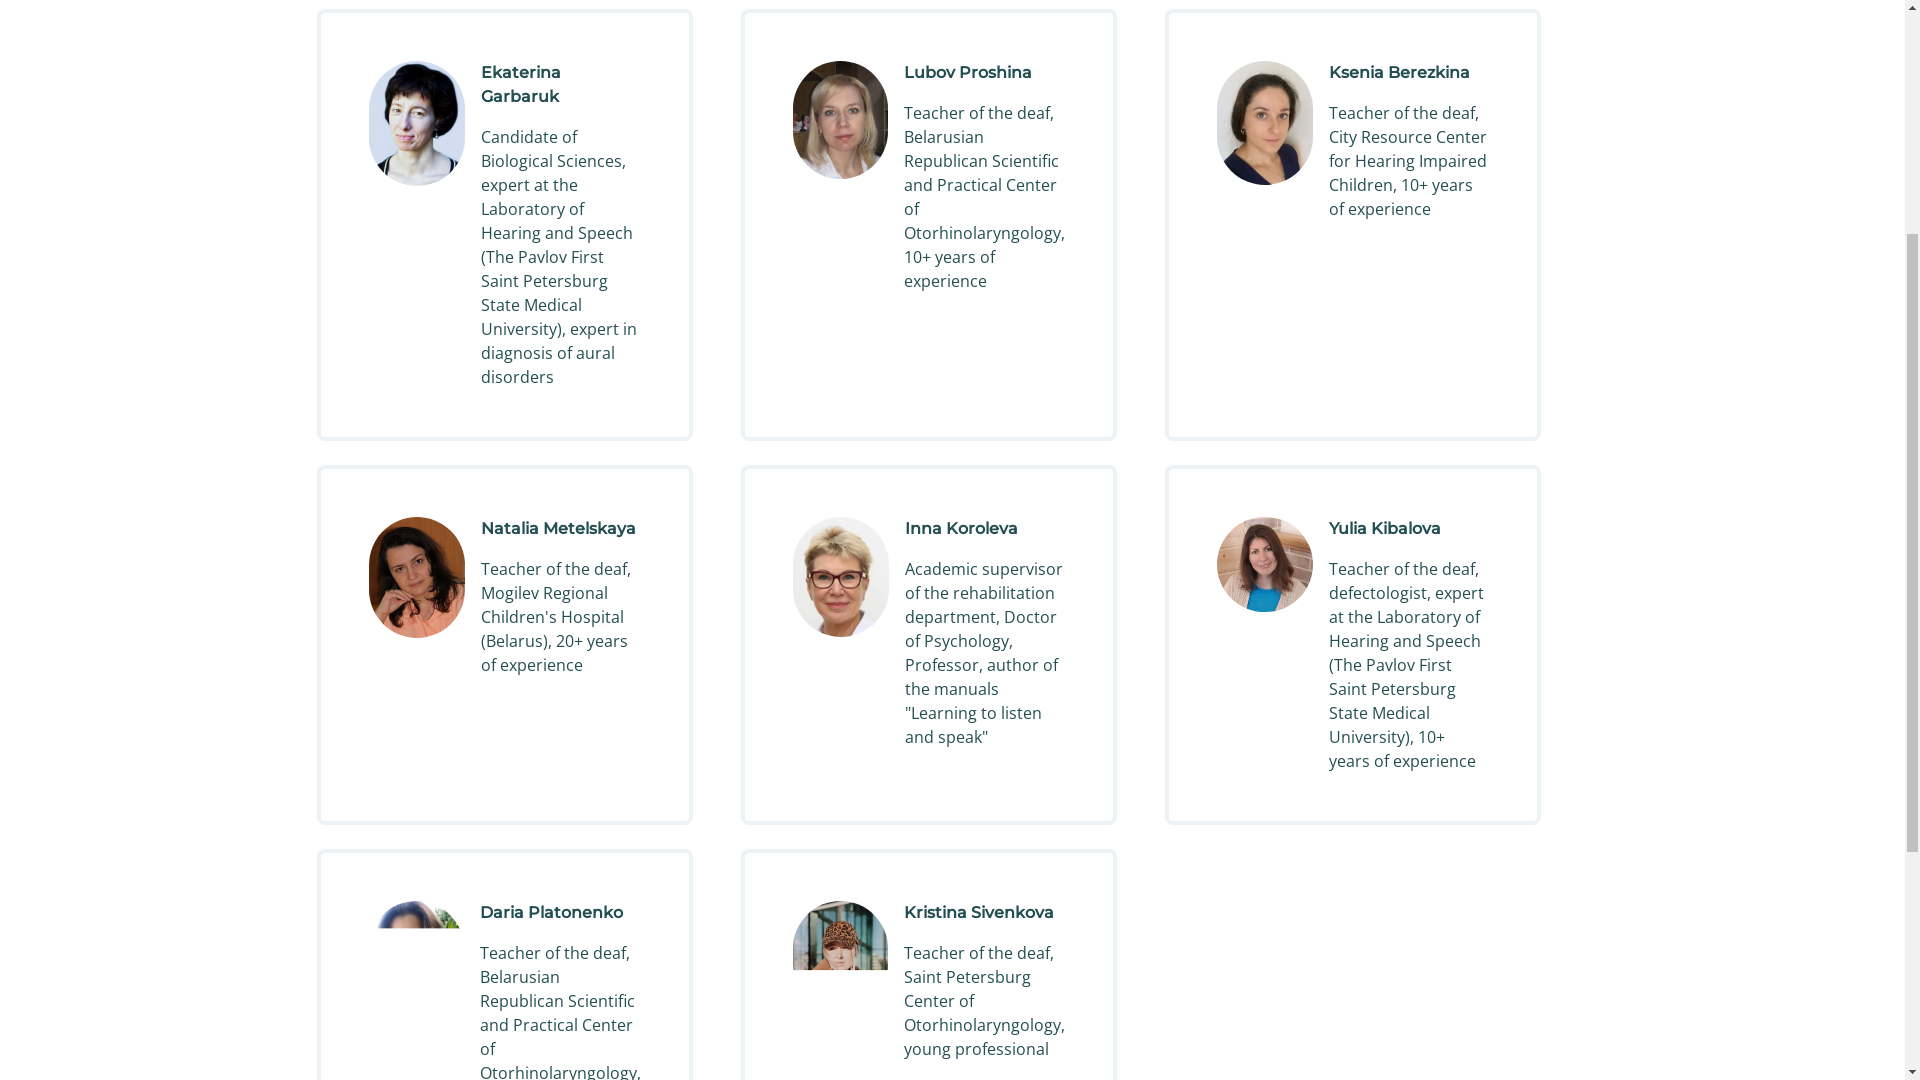 Ekaterina
Garbaruk
Candidate of
Biological Sciences,
expert at the
Laboratory of
Hearing and Speech
(The Pavlov First
Saint Petersburg
State Medical
University), expert in
diagnosis of aural
disorders
Lubov Proshina
Teacher of the deaf,
Belarusian
Republican Scientific
and Practical Center
of
Otorhinolaryngology,
10+ years of
experience
Ksenia Berezkina
Teacher of the deaf,
City Resource Center
for Hearing Impaired
Children, 10+ years
of experience
Natalia Metelskaya
Teacher of the deaf,
Mogilev Regional
Children's Hospital
(Belarus), 20+ years
of experience
Inna Koroleva
Academic supervisor
of the rehabilitation
department, Doctor
of Psychology,
Professor, author of
the manuals
"Learning to listen
and speak"
Yulia Kibalova
Teacher of the deaf,
defectologist, expert
at the Laboratory of
Hearing and Speech
(The Pavlov First
Saint Petersburg
State Medical
University), 10+
years of experience
Daria Platonenko
Teacher of the deaf,
Belarusian
Republican Scientific
and Practical Center
of
Otorhinolaryngology,
Kristina Sivenkova
Teacher of the deaf,
Saint Petersburg
Center of
Otorhinolaryngology,
young professional